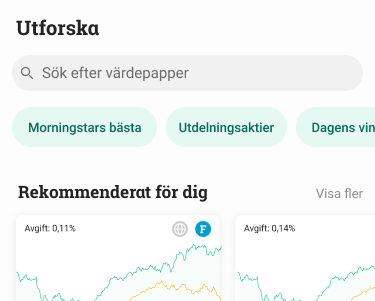 Utforska
Sök efter värdepapper
Morningstars bästa
Utdelningsaktier
Dagens vin
Rekommenderat för dig
Visa fler
Avgift: 0,11%
F
Avgift: 0,14%